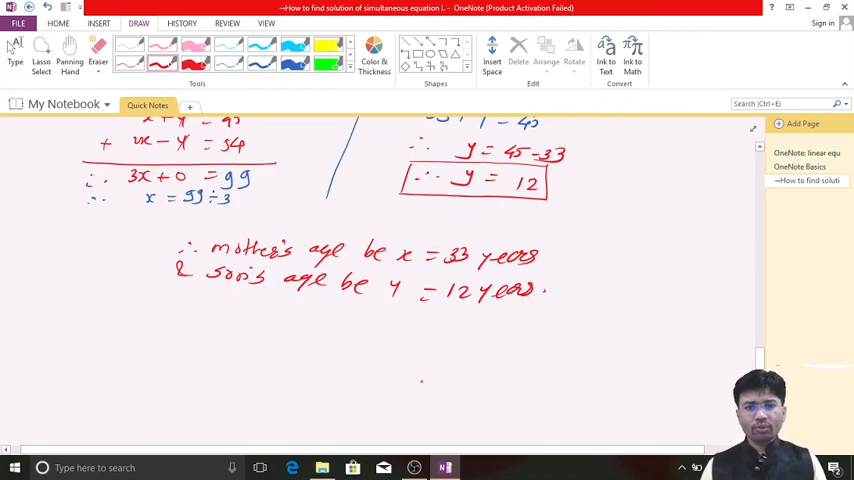 →How to find solution of simultaneous equation I. - OneNote (Product Activation Failed)
FILE HOME INSERT DRAW HISTORY REVIEW VIEW
Sign in
Type Lasso Select Panning Hand Eraser Color & Thickness Insert Space Delete Arrange Ink to Text Ink to Math
Tools Shapes Edit Convert
My Notebook Quick Notes
Search (Ctrl+E)
Add Page
OneNote: linear equ
OneNote Basics
→How to find soluti
+ 2x - y = 54
∴ 3x + 0 = 99
∴ x = 99 ÷ 3
∴ y = 45 - 33
∴ y = 12
∴ mother's age be x = 33 years
& son's age be y = 12 years.
Type here to search